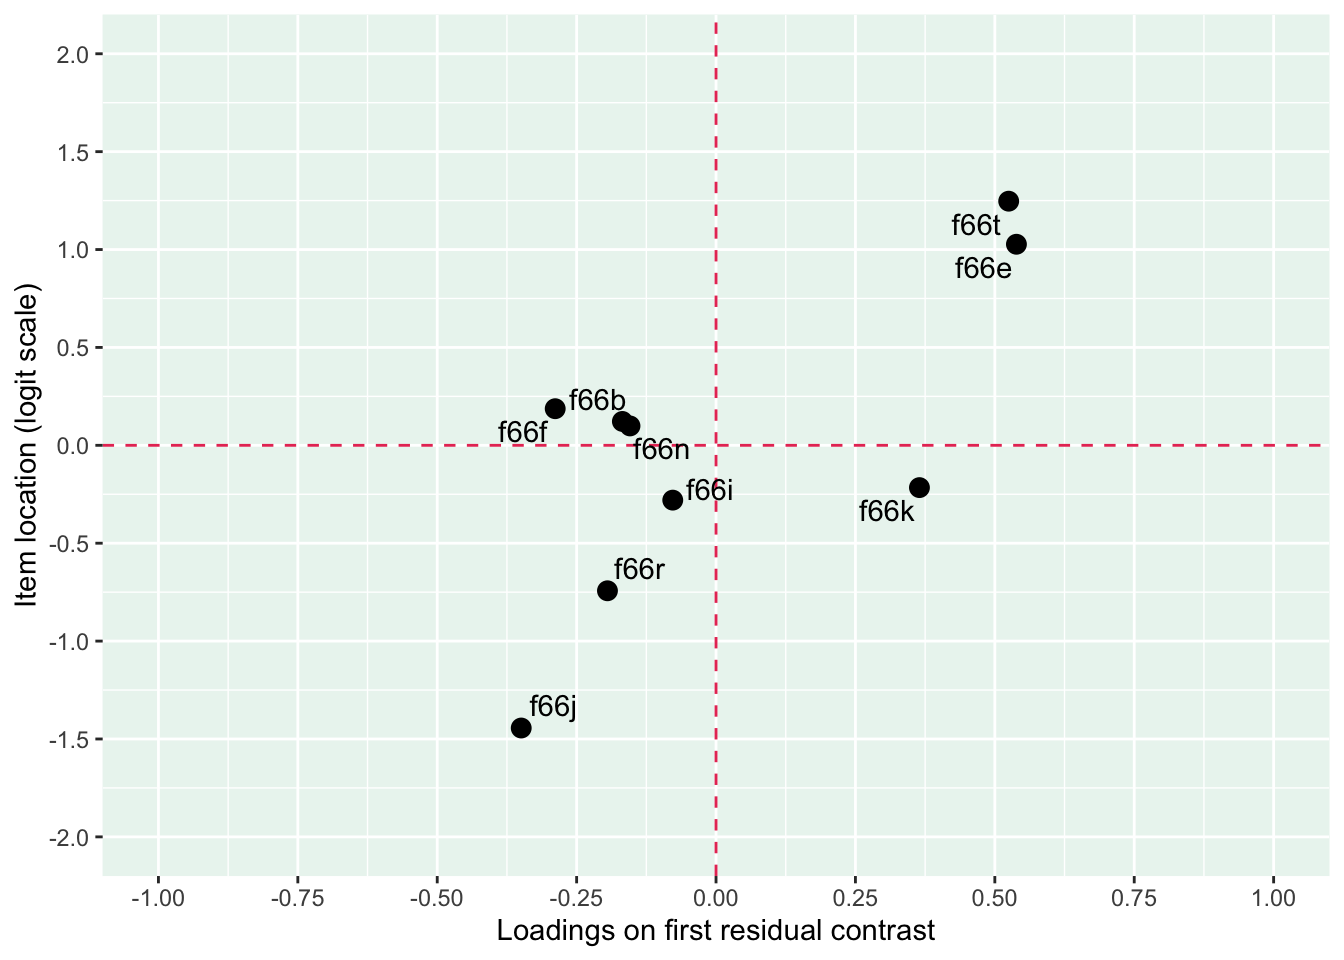 2.0
1.5
1.0
0.5
0.0
-0.5
-1.0
-1.5
-2.0
Item location (logit scale)
f66t
f66e
f66b
f66f
f66n
f66i
f66k
f66r
f66j
-1.00 -0.75 -0.50 -0.25 0.00 0.25 0.50 0.75 1.00
Loadings on first residual contrast